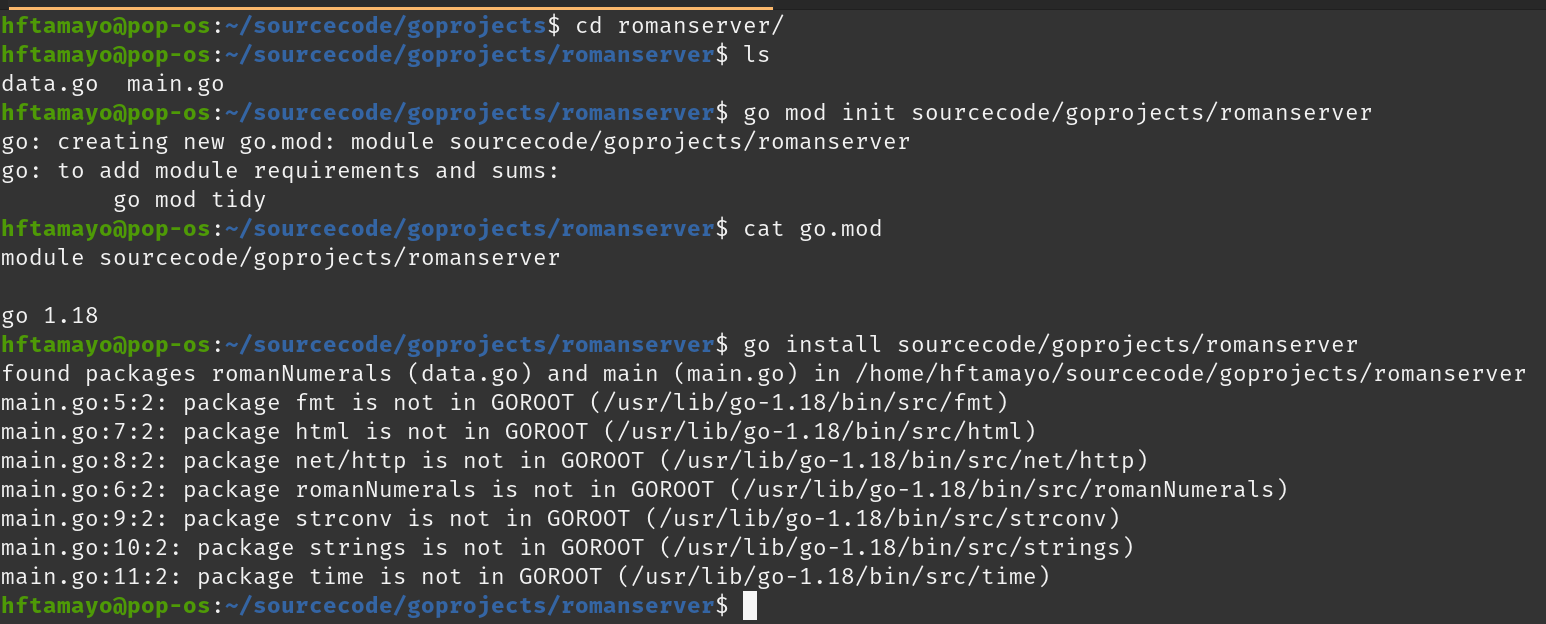 hftamayo@pop-os:~/sourcecode/goprojects$ cd romanserver/
hftamayo@pop-os:~/sourcecode/goprojects/romanserver$ ls
data.go  main.go
hftamayo@pop-os:~/sourcecode/goprojects/romanserver$ go mod init sourcecode/goprojects/romanserver
go: creating new go.mod: module sourcecode/goprojects/romanserver
go: to add module requirements and sums:
        go mod tidy
hftamayo@pop-os:~/sourcecode/goprojects/romanserver$ cat go.mod
module sourcecode/goprojects/romanserver

go 1.18
hftamayo@pop-os:~/sourcecode/goprojects/romanserver$ go install sourcecode/goprojects/romanserver
found packages romanNumerals (data.go) and main (main.go) in /home/hftamayo/sourcecode/goprojects/romanserver
main.go:5:2: package fmt is not in GOROOT (/usr/lib/go-1.18/bin/src/fmt)
main.go:7:2: package html is not in GOROOT (/usr/lib/go-1.18/bin/src/html)
main.go:8:2: package net/http is not in GOROOT (/usr/lib/go-1.18/bin/src/net/http)
main.go:6:2: package romanNumerals is not in GOROOT (/usr/lib/go-1.18/bin/src/romanNumerals)
main.go:9:2: package strconv is not in GOROOT (/usr/lib/go-1.18/bin/src/strconv)
main.go:10:2: package strings is not in GOROOT (/usr/lib/go-1.18/bin/src/strings)
main.go:11:2: package time is not in GOROOT (/usr/lib/go-1.18/bin/src/time)
hftamayo@pop-os:~/sourcecode/goprojects/romanserver$